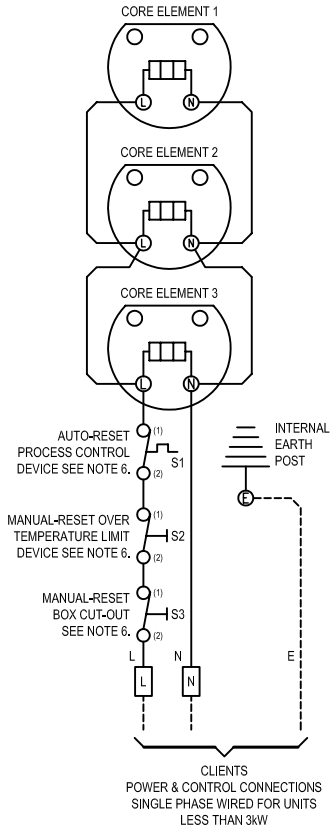 CORE ELEMENT 1
L N
CORE ELEMENT 2
L N
CORE ELEMENT 3
L N
AUTO-RESET
PROCESS CONTROL
DEVICE SEE NOTE 6.
(1)
S1
(2)
INTERNAL
EARTH
POST
E
MANUAL-RESET OVER
TEMPERATURE LIMIT
DEVICE SEE NOTE 6.
(1)
S2
(2)
MANUAL-RESET
BOX CUT-OUT
SEE NOTE 6.
(1)
S3
(2)
L N E
L N
CLIENTS
POWER & CONTROL CONNECTIONS
SINGLE PHASE WIRED FOR UNITS
LESS THAN 3kW